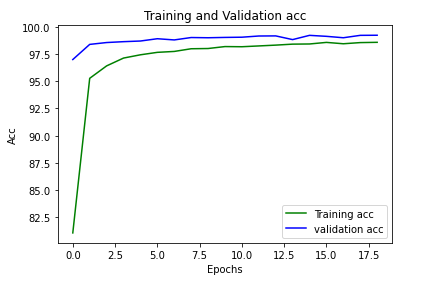 Training and Validation acc
100.0
97.5
95.0
92.5
90.0
87.5
85.0
82.5
Acc
Training acc
validation acc
0.0 2.5 5.0 7.5 10.0 12.5 15.0 17.5
Epochs